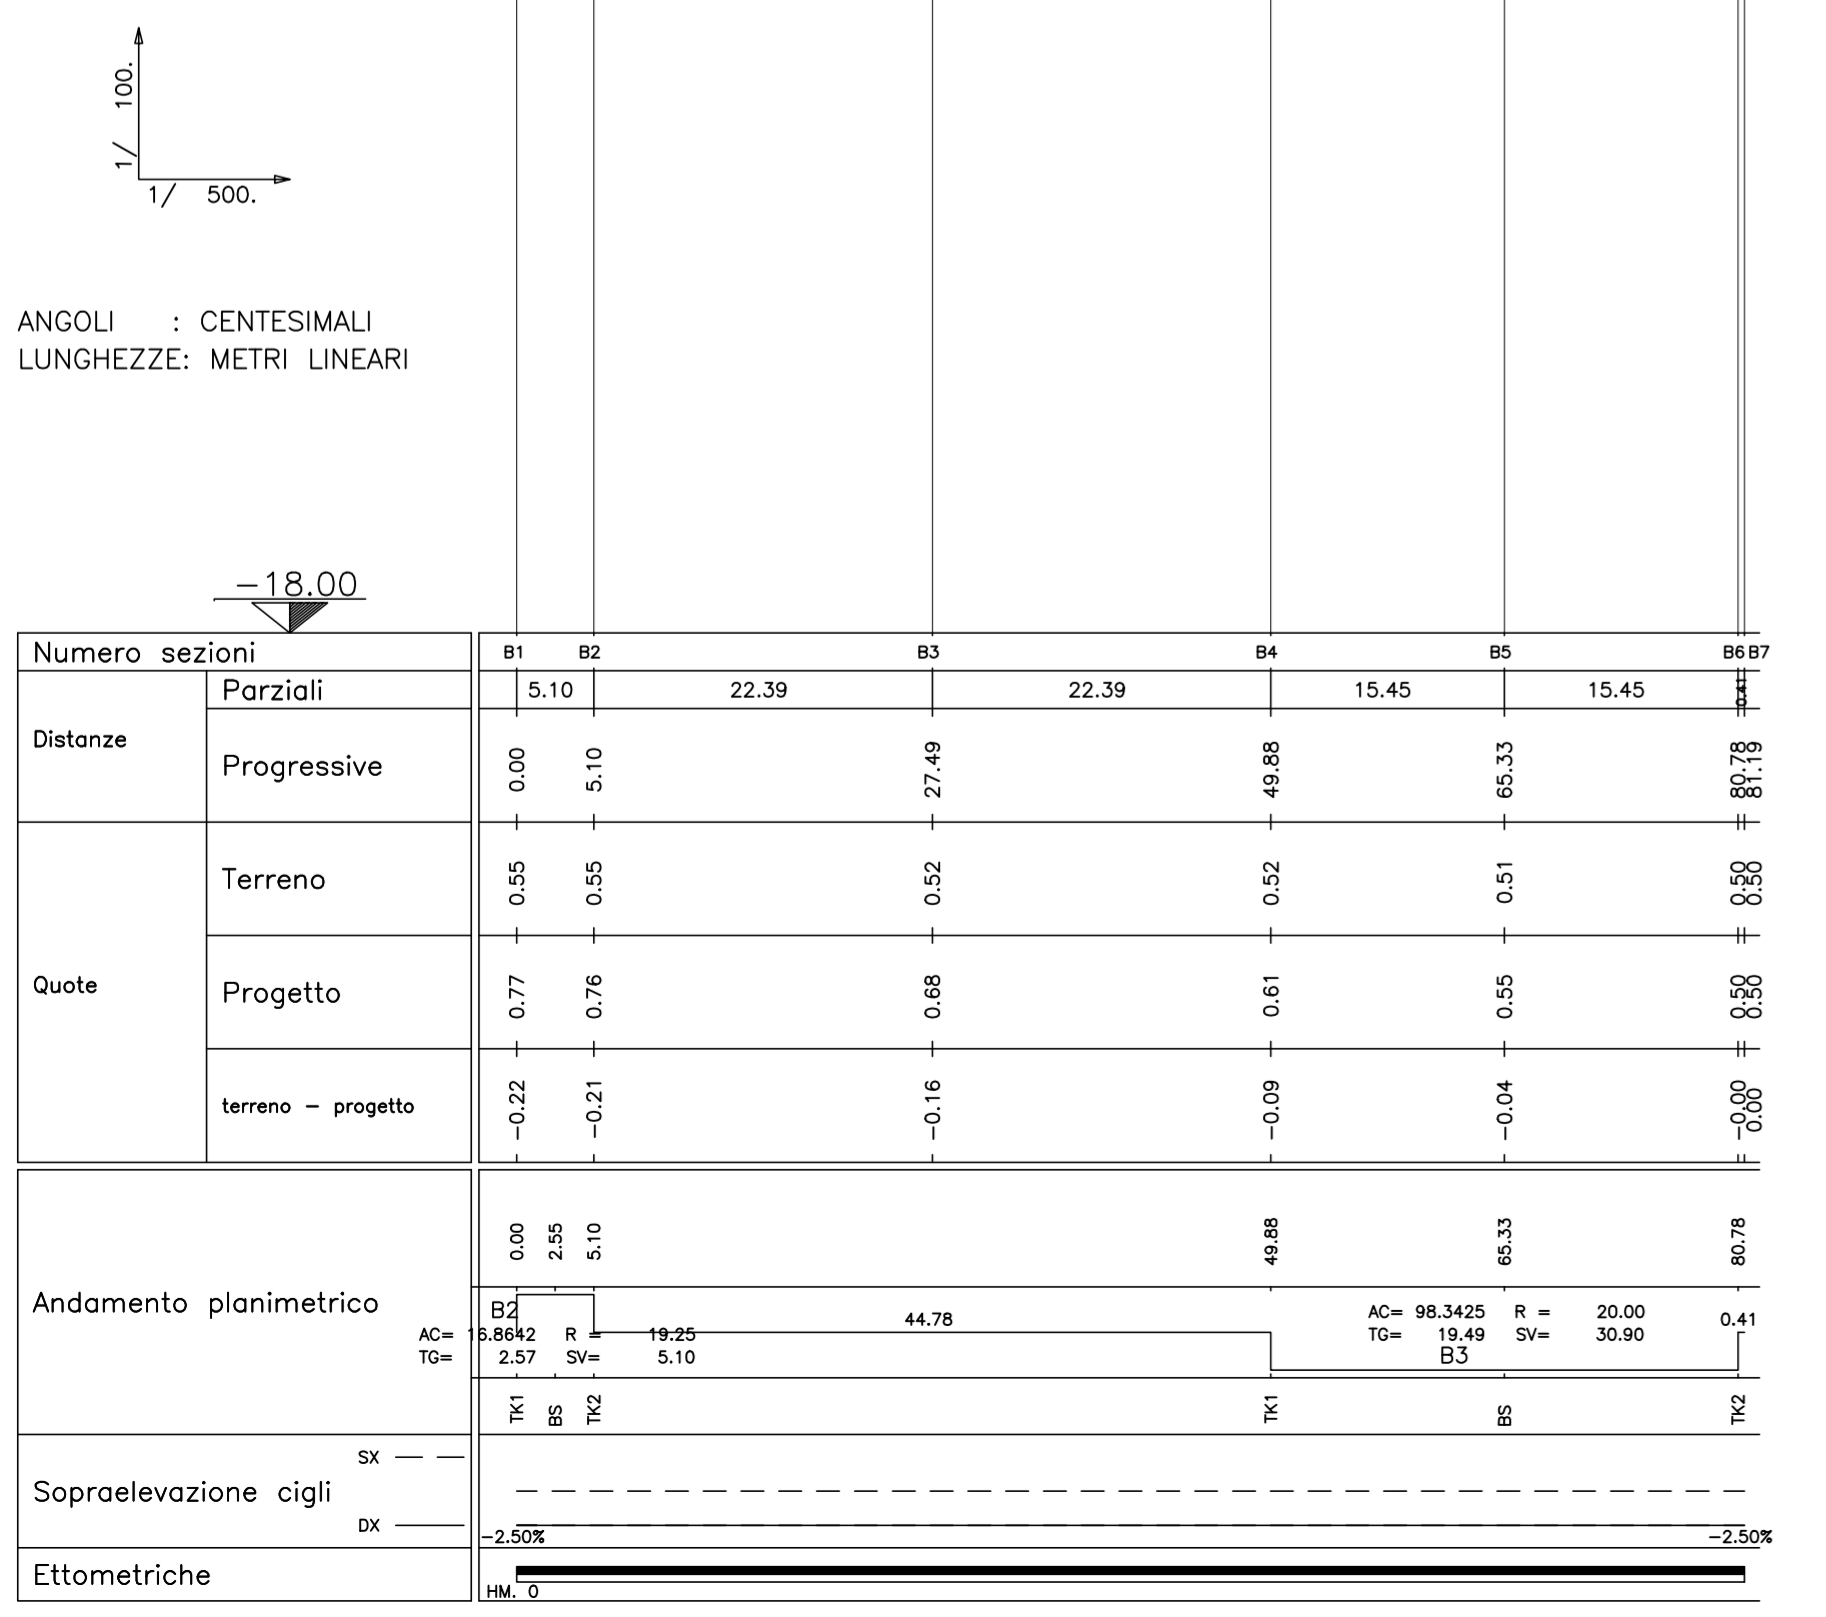 1/ 100.
1/ 500.
ANGOLI : CENTESIMALI
LUNGHEZZE: METRI LINEARI
-18.00
Numero sezioni B1 B2 B3 B4 B5 B6 B7
Distanze
Parziali 5.10 22.39 22.39 15.45 15.45 0.41
Progressive 0.00 5.10 27.49 49.88 65.33 80.78 81.19
Quote
Terreno 0.55 0.55 0.52 0.52 0.51 0.50 0.50
Progetto 0.77 0.76 0.68 0.61 0.55 0.50 0.50
terreno - progetto -0.22 -0.21 -0.16 -0.09 -0.04 -0.00 0.00
Andamento planimetrico
0.00 2.55 5.10 49.88 65.33 80.78
B2
AC= 16.8642 R = 19.25
TG= 2.57 SV= 5.10
44.78
AC= 98.3425 R = 20.00
TG= 19.49 SV= 30.90
B3
0.41
TK1 BS TK2 TK1 BS TK2
Sopraelevazione cigli
SX
DX
-2.50% -2.50%
Ettometriche
HM. 0